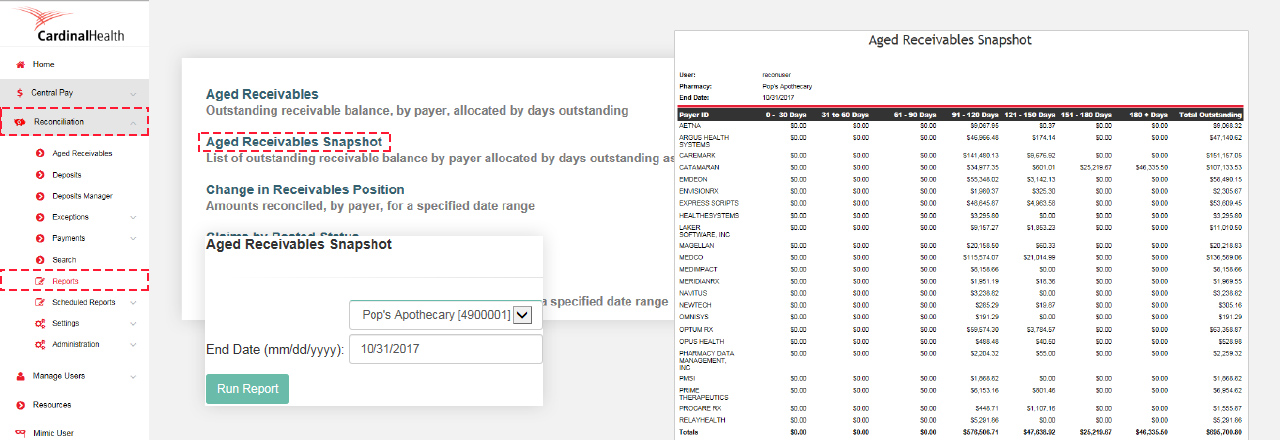 CardinalHealth
Home
Central Pay
Reconciliation
Aged Receivables
Deposits
Deposits Manager
Exceptions
Payments
Search
Reports
Scheduled Reports
Settings
Administration
Manage Users
Resources
Mimic User
Aged Receivables
Outstanding receivable balance, by payer, allocated by days outstanding
Aged Receivables Snapshot
List of outstanding receivable balance by payer allocated by days outstanding as
Change in Receivables Position
Amounts reconciled, by payer, for a specified date range
Claims by Posted Status
a specified date range
Aged Receivables Snapshot
Pop's Apothecary [4900001]
End Date (mm/dd/yyyy): 10/31/2017
Run Report
Aged Receivables Snapshot
User: reconuser
Pharmacy: Pop's Apothecary
End Date: 10/31/2017
Payer ID 0 - 30 Days 31 to 60 Days 61 - 90 Days 91 - 120 Days 121 - 150 Days 151 - 180 Days 180 + Days Total Outstanding
AETNA $0.00 $0.00 $0.00 $9,067.95 $0.37 $0.00 $0.00 $9,068.32
ARGUS HEALTH $0.00 $0.00 $0.00 $46,966.48 $174.14 $0.00 $0.00 $47,140.62
SYSTEMS
CAREMARK $0.00 $0.00 $0.00 $141,480.13 $9,676.92 $0.00 $0.00 $151,157.05
CATAMARAN $0.00 $0.00 $0.00 $34,977.35 $601.01 $25,219.67 $46,335.50 $107,133.53
EMDEON $0.00 $0.00 $0.00 $55,348.02 $3,142.13 $0.00 $0.00 $58,490.15
ENVISIONRX $0.00 $0.00 $0.00 $1,980.37 $325.30 $0.00 $0.00 $2,305.67
EXPRESS SCRIPTS $0.00 $0.00 $0.00 $48,645.87 $4,963.58 $0.00 $0.00 $53,609.45
HEALTHESYSTEMS $0.00 $0.00 $0.00 $3,295.60 $0.00 $0.00 $0.00 $3,295.60
LAKER $0.00 $0.00 $0.00 $9,157.27 $1,853.23 $0.00 $0.00 $11,010.50
SOFTWARE, INC
MAGELLAN $0.00 $0.00 $0.00 $20,158.50 $60.33 $0.00 $0.00 $20,218.83
MEDCO $0.00 $0.00 $0.00 $115,574.07 $21,014.99 $0.00 $0.00 $136,589.06
MEDIMPACT $0.00 $0.00 $0.00 $6,156.66 $0.00 $0.00 $0.00 $6,156.66
MERIDIANRX $0.00 $0.00 $0.00 $1,951.19 $18.36 $0.00 $0.00 $1,969.55
NAVITUS $0.00 $0.00 $0.00 $3,238.62 $0.00 $0.00 $0.00 $3,238.62
NEWTECH $0.00 $0.00 $0.00 $285.29 $19.87 $0.00 $0.00 $305.16
OMNISYS $0.00 $0.00 $0.00 $191.29 $0.00 $0.00 $0.00 $191.29
OPTUM RX $0.00 $0.00 $0.00 $59,574.30 $3,784.57 $0.00 $0.00 $63,358.87
OPUS HEALTH $0.00 $0.00 $0.00 $488.48 $40.50 $0.00 $0.00 $528.98
PHARMACY DATA $0.00 $0.00 $0.00 $2,204.32 $55.00 $0.00 $0.00 $2,259.32
MANAGEMENT,
INC
PMSI $0.00 $0.00 $0.00 $1,868.62 $0.00 $0.00 $0.00 $1,868.62
PRIME $0.00 $0.00 $0.00 $6,153.16 $801.46 $0.00 $0.00 $6,954.62
THERAPEUTICS
PROCARE RX $0.00 $0.00 $0.00 $448.71 $1,107.16 $0.00 $0.00 $1,555.87
RELAYHEALTH $0.00 $0.00 $0.00 $5,291.86 $0.00 $0.00 $0.00 $5,291.86
Totals $0.00 $0.00 $0.00 $578,506.71 $47,638.92 $25,219.67 $46,335.50